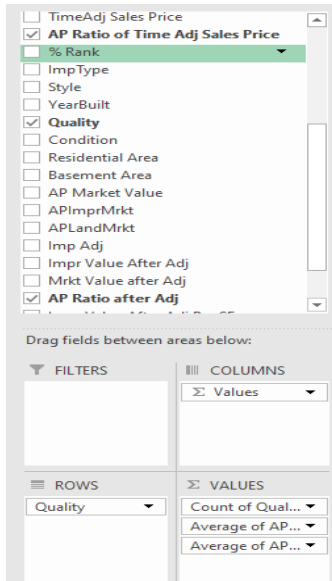 TimeAdj Sales Price
AP Ratio of Time Adj Sales Price
% Rank
ImpType
Style
YearBuilt
Quality
Condition
Residential Area
Basement Area
AP Market Value
APImprMrkt
APLandMrkt
Imp Adj
Impr Value After Adj
Mrkt Value after Adj
AP Ratio after Adj
Drag fields between areas below:
FILTERS
COLUMNS
Σ Values
ROWS
Quality
Σ VALUES
Count of Qual...
Average of AP...
Average of AP...